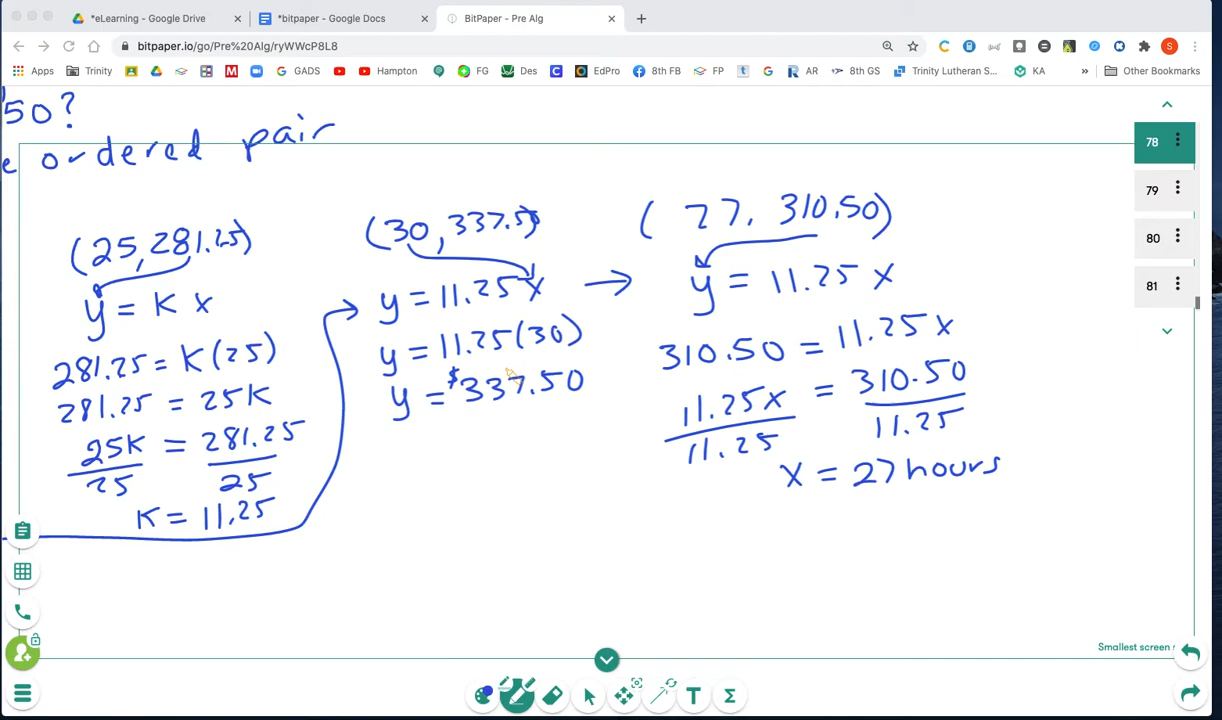 *eLearning - Google Drive
*bitpaper - Google Docs
BitPaper - Pre Alg
bitpaper.io/go/Pre%20Alg/ryWWcP8L8
Apps Trinity GADS Hampton FG Des EdPro 8th FB FP AR 8th GS Trinity Lutheran S... KA » Other Bookmarks
50?
e ordered pair
(25, 281.25)
y = K x
281.25 = K(25)
281.25 = 25K
25K = 281.25
25 25
K = 11.25
(30, 337.50)
y = 11.25 x
y = 11.25(30)
y = $337.50
(27, 310.50)
y = 11.25 x
310.50 = 11.25 x
11.25x = 310.50
11.25 11.25
x = 27 hours
78
79
80
81
Smallest screen
T Σ